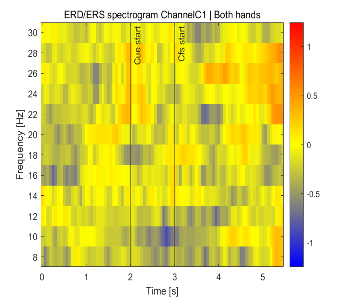 ERD/ERS spectrogram ChannelC1 | Both hands
Frequency [Hz]
30
28
26
24
22
20
18
16
14
12
10
8
Cue start
Cfs start
1
0.5
0
-0.5
-1
0 1 2 3 4 5
Time [s]